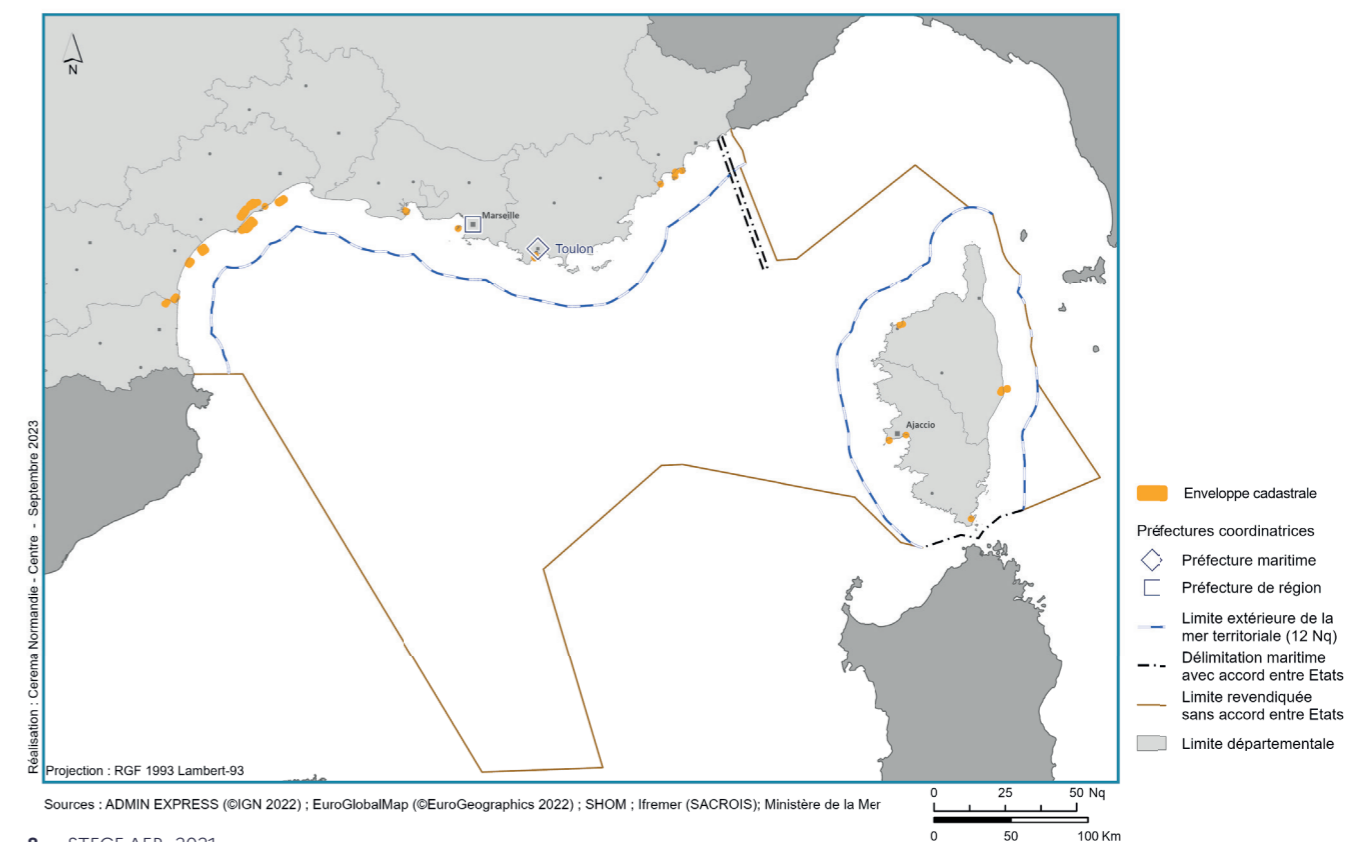 N
Marseille
Toulon
Ajaccio
Réalisation : Cerema Normandie - Centre - Septembre 2023
Projection : RGF 1993 Lambert-93
Enveloppe cadastrale
Préfectures coordinatrices
Préfecture maritime
Préfecture de région
Limite extérieure de la
mer territoriale (12 Nq)
Délimitation maritime
avec accord entre Etats
Limite revendiquée
sans accord entre Etats
Limite départementale
Sources : ADMIN EXPRESS (©IGN 2022) ; EuroGlobalMap (©EuroGeographics 2022) ; SHOM ; Ifremer (SACROIS); Ministère de la Mer
0 25 50 Nq
0 50 100 Km